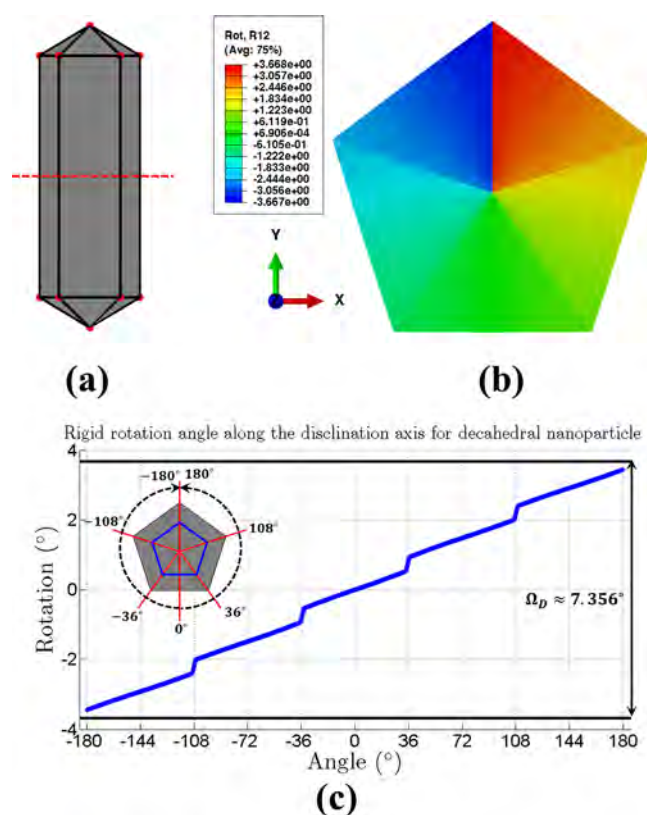 Rot, R12
(Avg: 75%)
+3.668e+00
+3.057e+00
+2.446e+00
+1.834e+00
+1.223e+00
+6.119e-01
+6.906e-04
-6.105e-01
-1.222e+00
-1.833e+00
-2.444e+00
-3.056e+00
-3.667e+00
Y
X
(a)
(b)
Rigid rotation angle along the disclination axis for decahedral nanoparticle
4
2
0
-2
-4
Rotation (°)
−180° 180°
−108° 108°
−36° 36°
0°
Ω_D ≈ 7.356°
-180 -144 -108 -72 -36 0 36 72 108 144 180
Angle (°)
(c)